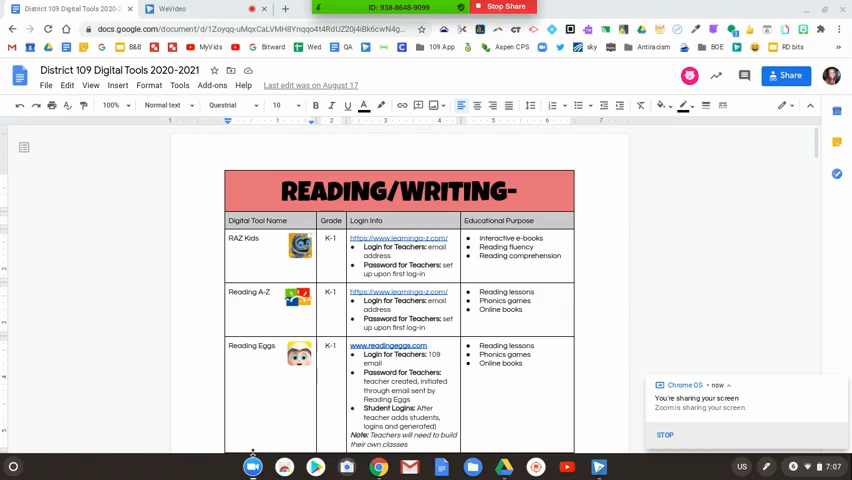 District 109 Digital Tools 2020-2021
WeVideo
ID: 938-8648-9099
Stop Share
docs.google.com/document/d/1Zoyqq-uMqxCaLVMH8Ynqqo4t4RdUZ20j4iBk6cwN4g...
B&B
MyVids
Bitward
Wed
QA
109 App
Aspen CPS
sky
Antiracism
BOE
RD bits
District 109 Digital Tools 2020-2021
Share
File Edit View Insert Format Tools Add-ons Help Last edit was on August 17
100% Normal text Questrial 10
READING/WRITING-
Digital Tool Name Grade Login Info Educational Purpose
RAZ Kids K-1 https://www.learninga-z.com/
● Login for Teachers: email
address
● Password for Teachers: set
up upon first log-in
● Interactive e-books
● Reading fluency
● Reading comprehension
Reading A-Z K-1 https://www.learninga-z.com/
● Login for Teachers: email
address
● Password for Teachers: set
up upon first log-in
● Reading lessons
● Phonics games
● Online books
Reading Eggs K-1 www.readingeggs.com
● Login for Teachers: 109
email
● Password for Teachers:
teacher created, initiated
through email sent by
Reading Eggs
● Student Logins: After
teacher adds students,
logins and generated)
Note: Teachers will need to build
their own classes
● Reading lessons
● Phonics games
● Online books
Chrome OS • now
You're sharing your screen
Zoom is sharing your screen.
STOP
US
7:07